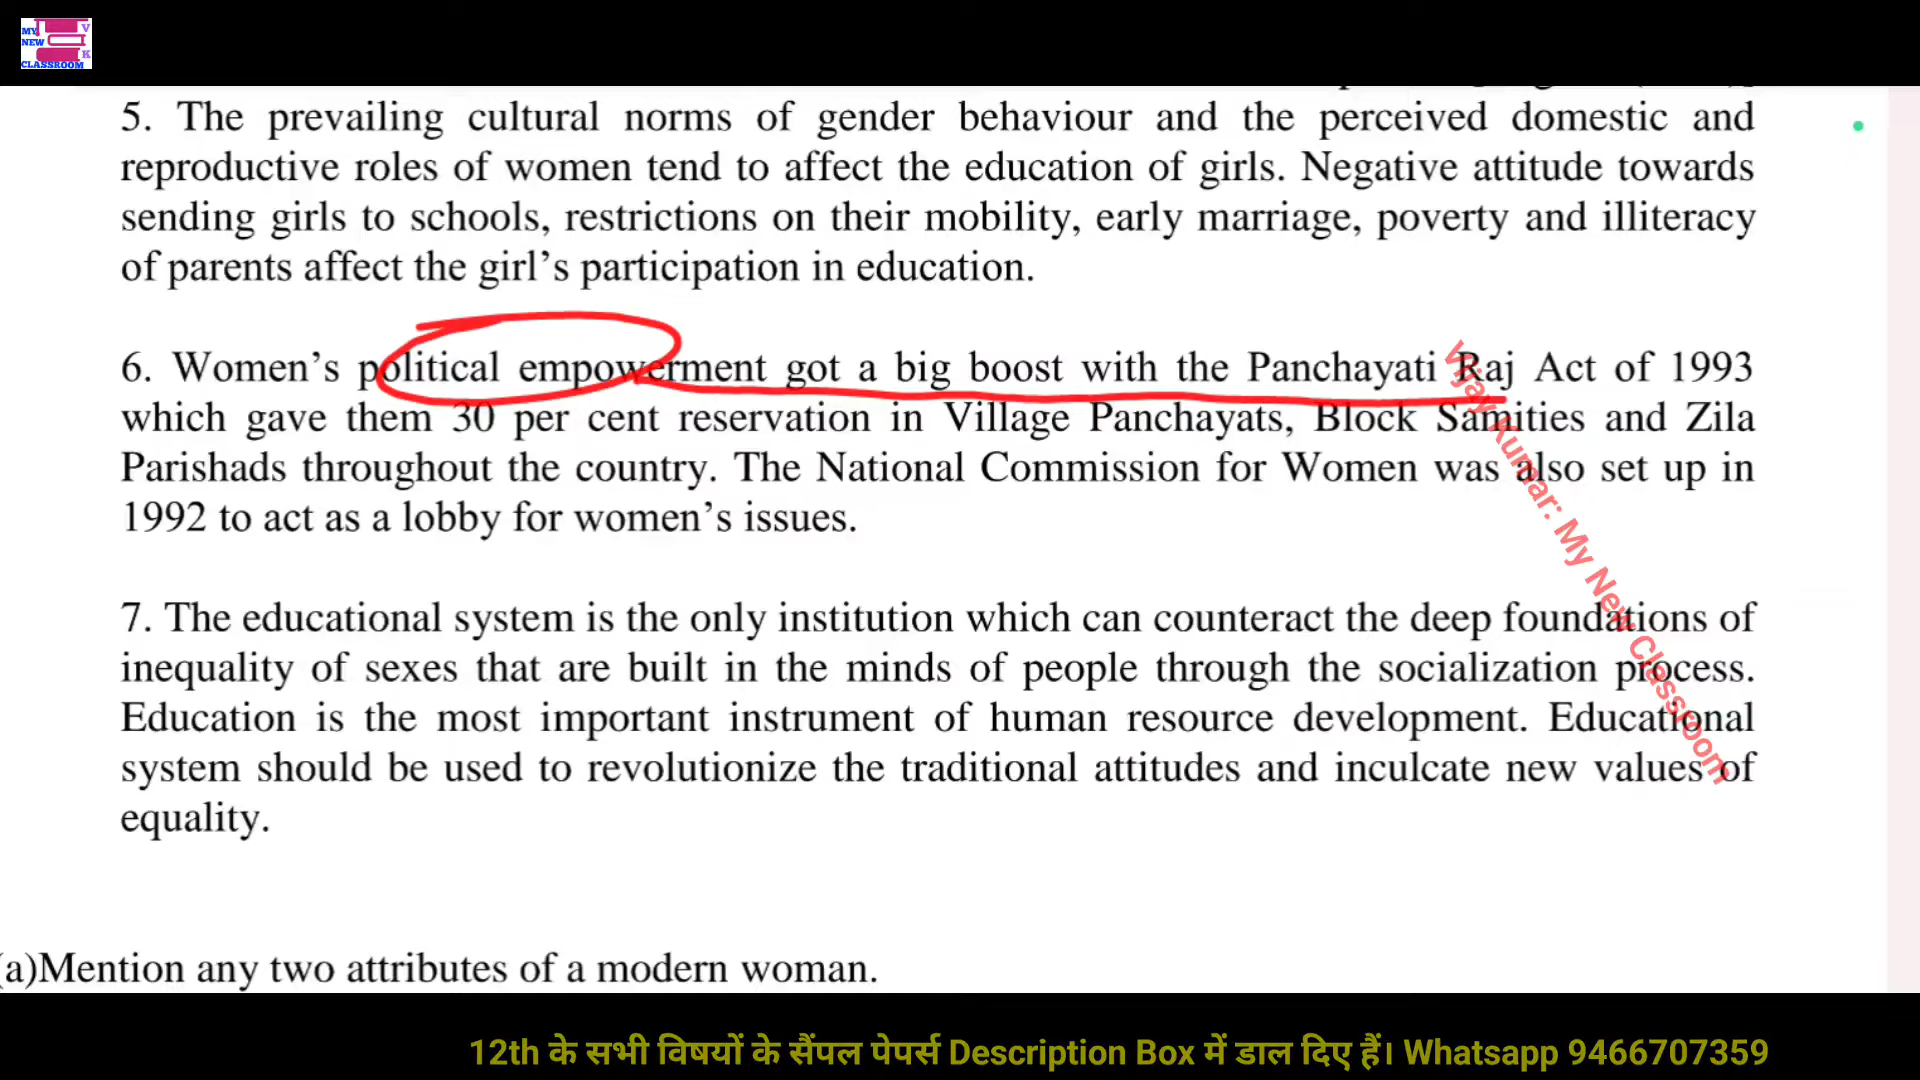 MY
NEW
CLASSROOM
V
K
5. The prevailing cultural norms of gender behaviour and the perceived domestic and
reproductive roles of women tend to affect the education of girls. Negative attitude towards
sending girls to schools, restrictions on their mobility, early marriage, poverty and illiteracy
of parents affect the girl’s participation in education.
6. Women’s political empowerment got a big boost with the Panchayati Raj Act of 1993
which gave them 30 per cent reservation in Village Panchayats, Block Samities and Zila
Parishads throughout the country. The National Commission for Women was also set up in
1992 to act as a lobby for women’s issues.
Vijay Kumar: My New Classroom
7. The educational system is the only institution which can counteract the deep foundations of
inequality of sexes that are built in the minds of people through the socialization process.
Education is the most important instrument of human resource development. Educational
system should be used to revolutionize the traditional attitudes and inculcate new values of
equality.
(a)Mention any two attributes of a modern woman.
12th के सभी विषयों के सैंपल पेपर्स Description Box में डाल दिए हैं। Whatsapp 9466707359